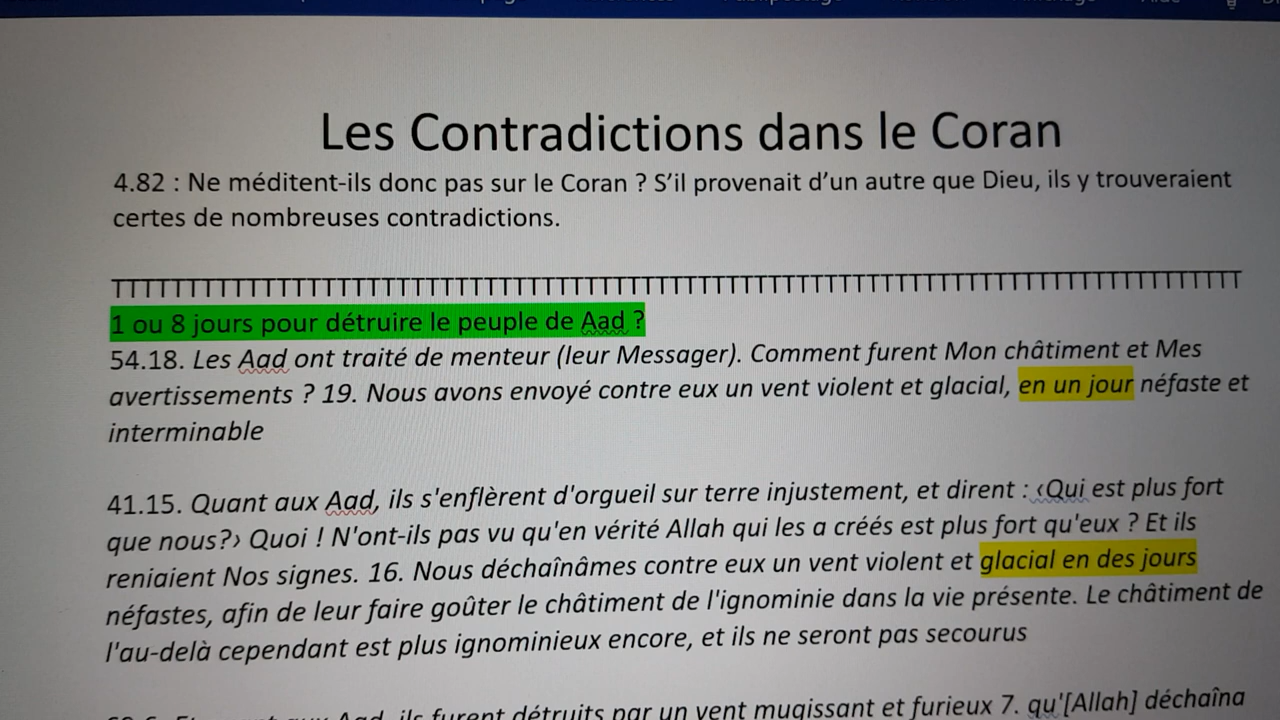 Les Contradictions dans le Coran
4.82 : Ne méditent-ils donc pas sur le Coran ? S’il provenait d’un autre que Dieu, ils y trouveraient
certes de nombreuses contradictions.
TTTTTTTTTTTTTTTTTTTTTTTTTTTTTTTTTTTTTTTTTTTTTTTTTTTTTTTTTTTTTTTTTTTTTTTTTTTTTTTTTTTTTTTTTTTT
1 ou 8 jours pour détruire le peuple de Aad ?
54.18. Les Aad ont traité de menteur (leur Messager). Comment furent Mon châtiment et Mes
avertissements ? 19. Nous avons envoyé contre eux un vent violent et glacial, en un jour néfaste et
interminable
41.15. Quant aux Aad, ils s'enflèrent d'orgueil sur terre injustement, et dirent : ‹Qui est plus fort
que nous?› Quoi ! N'ont-ils pas vu qu'en vérité Allah qui les a créés est plus fort qu'eux ? Et ils
reniaient Nos signes. 16. Nous déchaînâmes contre eux un vent violent et glacial en des jours
néfastes, afin de leur faire goûter le châtiment de l'ignominie dans la vie présente. Le châtiment de
l'au-delà cependant est plus ignominieux encore, et ils ne seront pas secourus
Aad, ils furent détruits par un vent mugissant et furieux 7. qu'[Allah] déchaîna